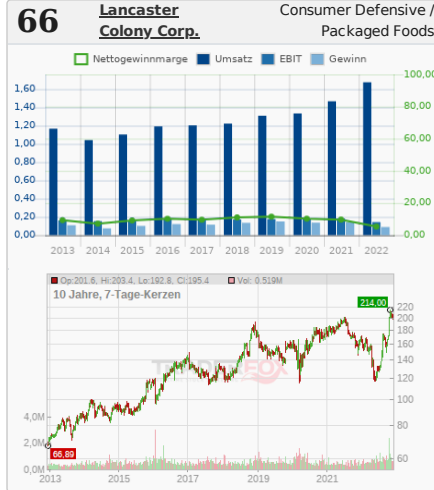 66
Lancaster
Colony Corp.
Consumer Defensive /
Packaged Foods
Nettogewinnmarge Umsatz EBIT Gewinn
1,60
1,40
1,20
1,00
0,80
0,60
0,40
0,20
0,00
100,00
80,00
60,00
40,00
20,00
0,00
2013 2014 2015 2016 2017 2018 2019 2020 2021 2022
Op:201.6, Hi:203.4, Lo:192.8, Cl:195.4 Vol: 0.519M
10 Jahre, 7-Tage-Kerzen
214,00
220
200
180
160
140
120
100
80
60
TRADERFOX
4,0M
2,0M
0,0M
66,89
2013 2015 2017 2019 2021